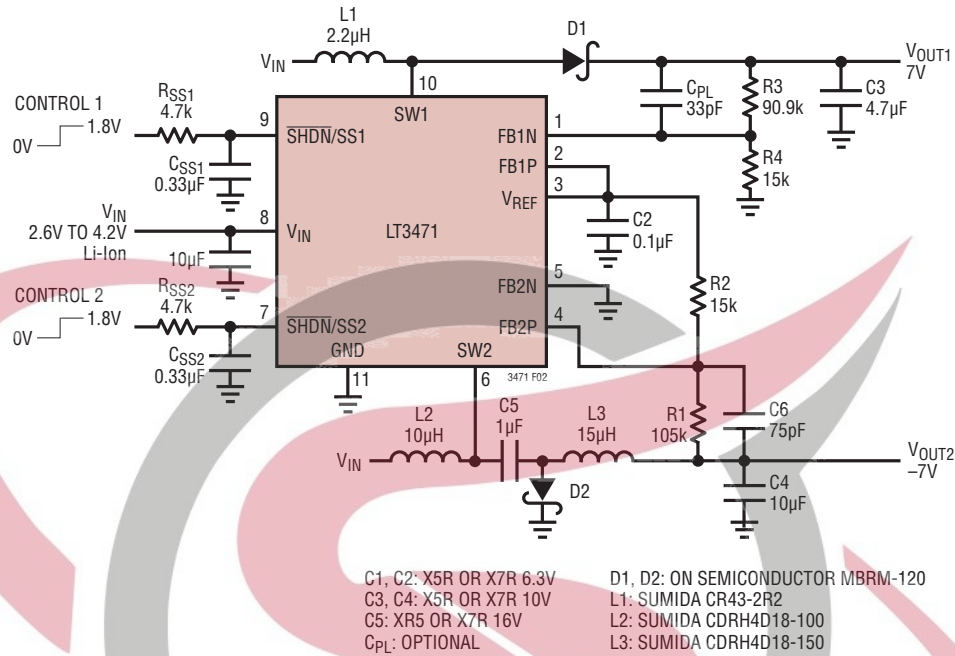 L1
2.2µH
D1
VIN
VOUT1
7V
10
SW1
CPL
33pF
R3
90.9k
C3
4.7µF
CONTROL 1
0V
1.8V
RSS1
4.7k
9
SHDN/SS1
FB1N
1
CSS1
0.33µF
FB1P
2
R4
15k
VREF
3
VIN
2.6V TO 4.2V
Li-Ion
8
VIN
LT3471
C2
0.1µF
10µF
FB2N
5
R2
15k
CONTROL 2
0V
1.8V
RSS2
4.7k
7
SHDN/SS2
FB2P
4
CSS2
0.33µF
GND
11
SW2
6
3471 F02
L2
10µH
C5
1µF
L3
15µH
R1
105k
C6
75pF
VIN
D2
VOUT2
–7V
C4
10µF
C1, C2: X5R OR X7R 6.3V
C3, C4: X5R OR X7R 10V
C5: XR5 OR X7R 16V
CPL: OPTIONAL
D1, D2: ON SEMICONDUCTOR MBRM-120
L1: SUMIDA CR43-2R2
L2: SUMIDA CDRH4D18-100
L3: SUMIDA CDRH4D18-150